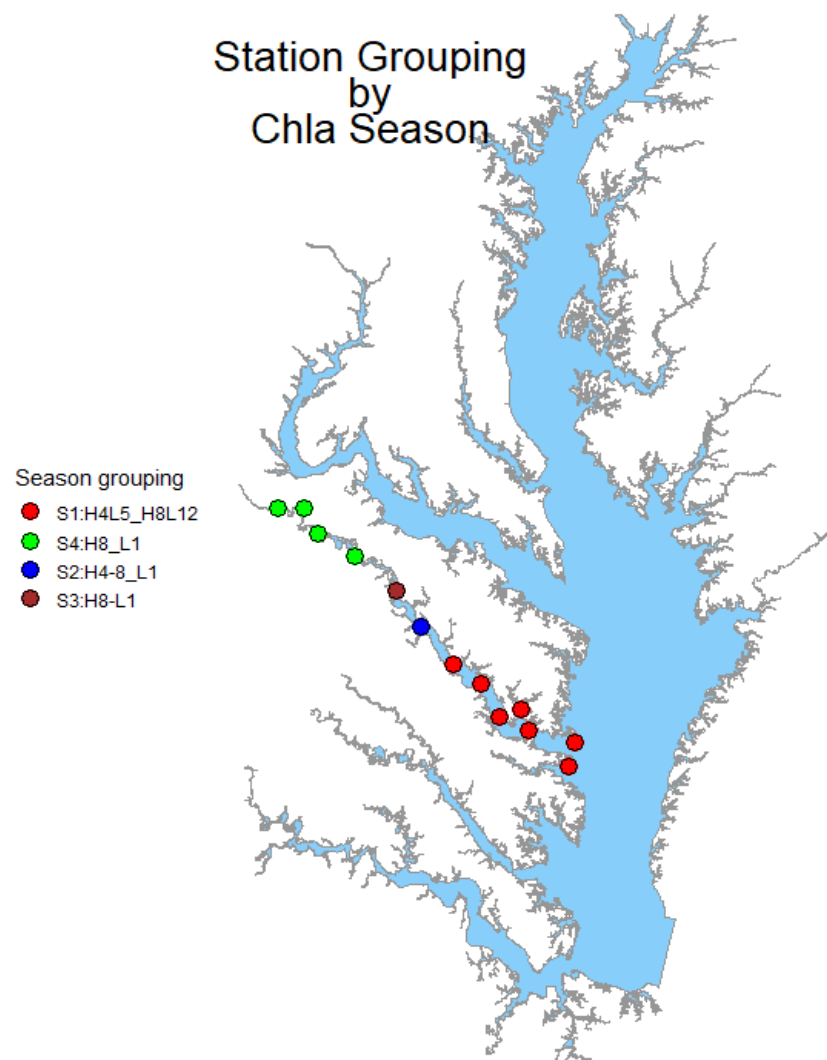 Station Grouping
by
Chla Season
Season grouping
S1:H4L5_H8L12
S4:H8_L1
S2:H4-8_L1
S3:H8-L1